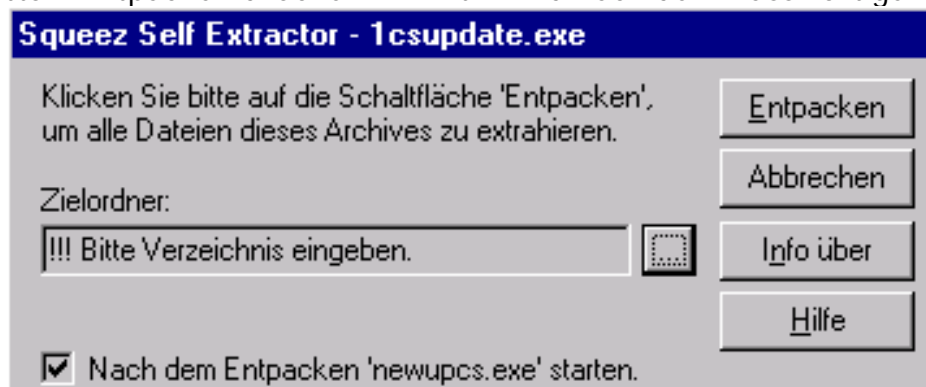 Squeez Self Extractor - 1csupdate.exe
Klicken Sie bitte auf die Schaltfläche 'Entpacken',
um alle Dateien dieses Archives zu extrahieren.
Zielordner:
!!! Bitte Verzeichnis eingeben.
...
Nach dem Entpacken 'newupcs.exe' starten.
Entpacken
Abbrechen
Info über
Hilfe